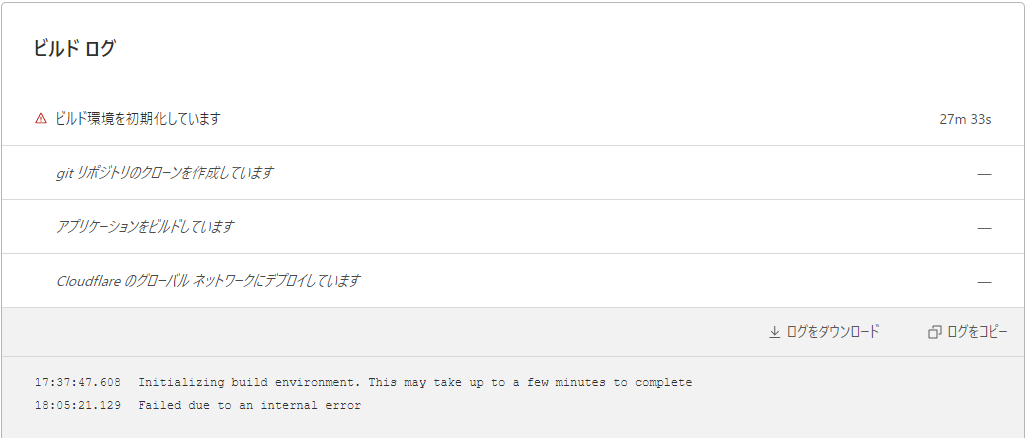 ビルド ログ
ビルド環境を初期化しています 27m 33s
git リポジトリのクローンを作成しています —
アプリケーションをビルドしています —
Cloudflare のグローバル ネットワークにデプロイしています —
ログをダウンロード ログをコピー
17:37:47.608 Initializing build environment. This may take up to a few minutes to complete
18:05:21.129 Failed due to an internal error